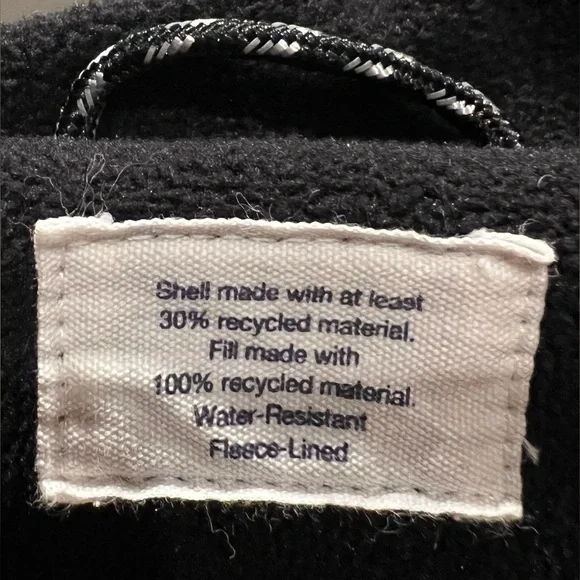 Shell made with at least
30% recycled material.
Fill made with
100% recycled material.
Water-Resistant
Fleece-Lined